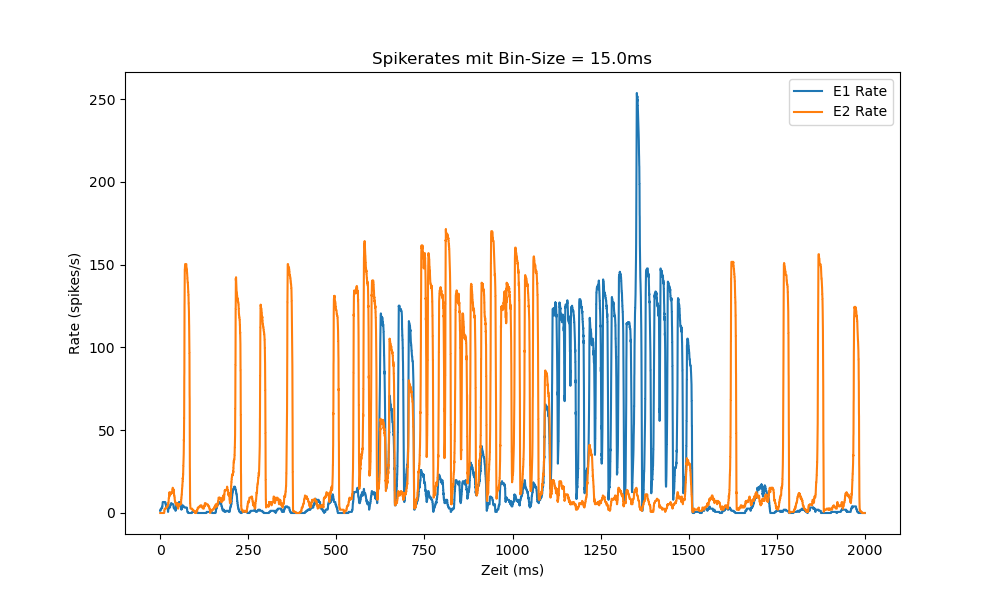 Spikerates mit Bin-Size = 15.0ms
E1 Rate
E2 Rate
250
200
150
100
50
0
Rate (spikes/s)
0 250 500 750 1000 1250 1500 1750 2000
Zeit (ms)